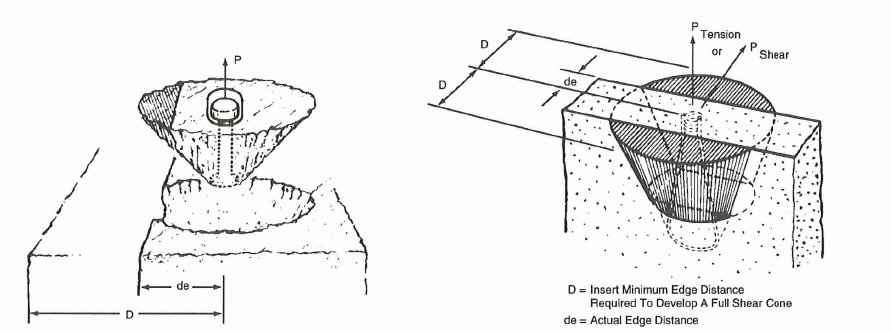 P
de
D
P
Tension
or
P
Shear
D
D
de
D = Insert Minimum Edge Distance
Required To Develop A Full Shear Cone
de = Actual Edge Distance